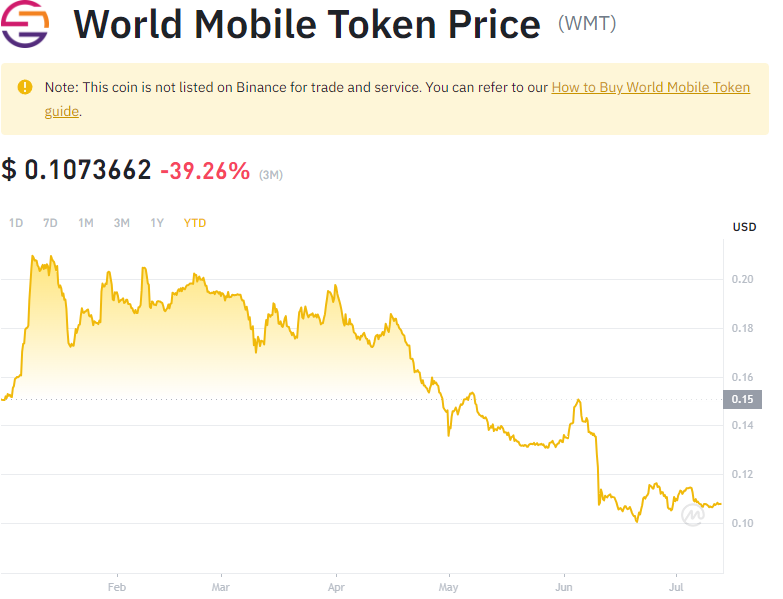 World Mobile Token Price (WMT)
Note: This coin is not listed on Binance for trade and service. You can refer to our How to Buy World Mobile Token
guide.
$ 0.1073662 -39.26% (3M)
1D 7D 1M 3M 1Y YTD
USD
0.20
0.18
0.16
0.15
0.14
0.12
0.10
Feb Mar Apr May Jun Jul